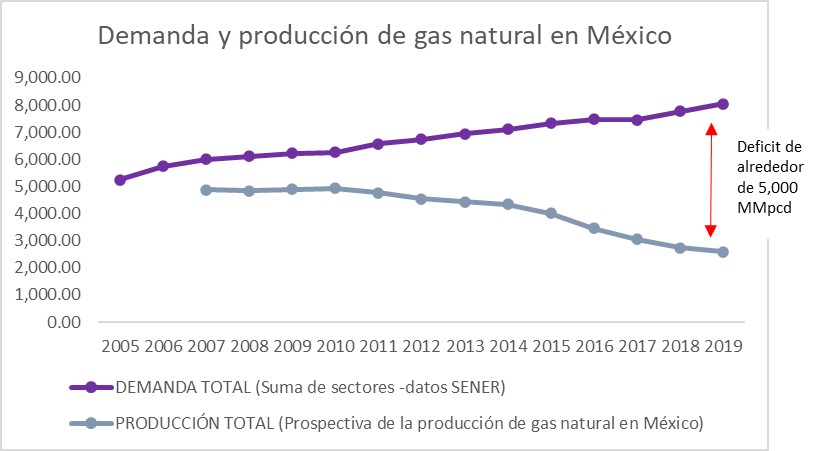 Demanda y producción de gas natural en México
9,000.00
8,000.00
7,000.00
6,000.00
5,000.00
4,000.00
3,000.00
2,000.00
1,000.00
0.00
Deficit de
alrededor
de 5,000
MMpcd
2005 2006 2007 2008 2009 2010 2011 2012 2013 2014 2015 2016 2017 2018 2019
DEMANDA TOTAL (Suma de sectores -datos SENER)
PRODUCCIÓN TOTAL (Prospectiva de la producción de gas natural en México)